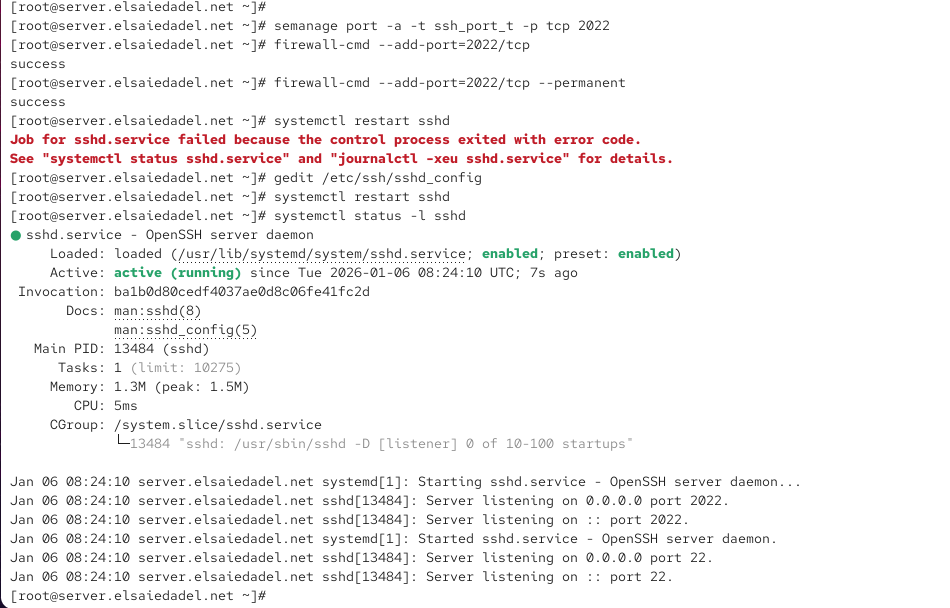 [root@server.elsaiedadel.net ~]#
[root@server.elsaiedadel.net ~]# semanage port -a -t ssh_port_t -p tcp 2022
[root@server.elsaiedadel.net ~]# firewall-cmd --add-port=2022/tcp
success
[root@server.elsaiedadel.net ~]# firewall-cmd --add-port=2022/tcp --permanent
success
[root@server.elsaiedadel.net ~]# systemctl restart sshd
Job for sshd.service failed because the control process exited with error code.
See "systemctl status sshd.service" and "journalctl -xeu sshd.service" for details.
[root@server.elsaiedadel.net ~]# gedit /etc/ssh/sshd_config
[root@server.elsaiedadel.net ~]# systemctl restart sshd
[root@server.elsaiedadel.net ~]# systemctl status -l sshd
● sshd.service - OpenSSH server daemon
     Loaded: loaded (/usr/lib/systemd/system/sshd.service; enabled; preset: enabled)
     Active: active (running) since Tue 2026-01-06 08:24:10 UTC; 7s ago
 Invocation: ba1b0d80cedf4037ae0d8c06fe41fc2d
       Docs: man:sshd(8)
             man:sshd_config(5)
   Main PID: 13484 (sshd)
      Tasks: 1 (limit: 10275)
     Memory: 1.3M (peak: 1.5M)
        CPU: 5ms
     CGroup: /system.slice/sshd.service
             └─13484 "sshd: /usr/sbin/sshd -D [listener] 0 of 10-100 startups"

Jan 06 08:24:10 server.elsaiedadel.net systemd[1]: Starting sshd.service - OpenSSH server daemon...
Jan 06 08:24:10 server.elsaiedadel.net sshd[13484]: Server listening on 0.0.0.0 port 2022.
Jan 06 08:24:10 server.elsaiedadel.net sshd[13484]: Server listening on :: port 2022.
Jan 06 08:24:10 server.elsaiedadel.net systemd[1]: Started sshd.service - OpenSSH server daemon.
Jan 06 08:24:10 server.elsaiedadel.net sshd[13484]: Server listening on 0.0.0.0 port 22.
Jan 06 08:24:10 server.elsaiedadel.net sshd[13484]: Server listening on :: port 22.
[root@server.elsaiedadel.net ~]#